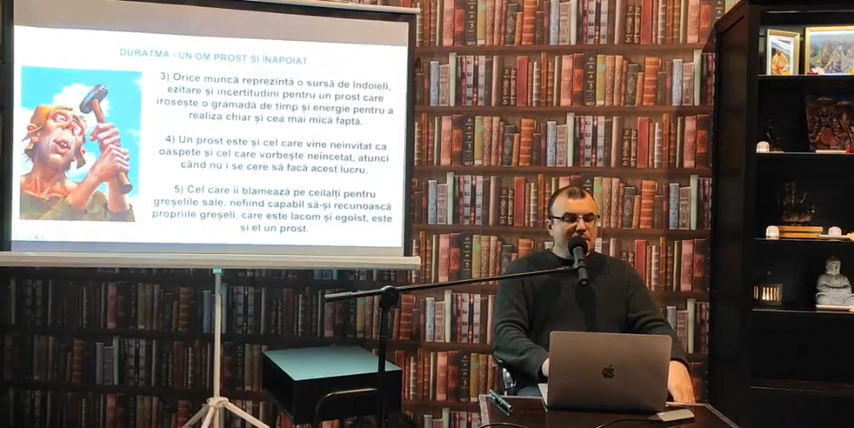 DURATMA - UN OM PROST ȘI ÎNAPOIAT
3) Orice muncă reprezintă o sursă de îndoieli,
ezitare și incertitudini pentru un prost care
irosește o grămadă de timp și energie pentru a
realiza chiar și cea mai mică faptă.
4) Un prost este și cel care vine neinvitat ca
oaspete și cel care vorbește neîncetat, atunci
când nu i se cere să facă acest lucru.
5) Cel care îi blamează pe ceilalți pentru
greșelile sale, nefiind capabil să-și recunoască
propriile greșeli, care este lacom și egoist, este
și el un prost.